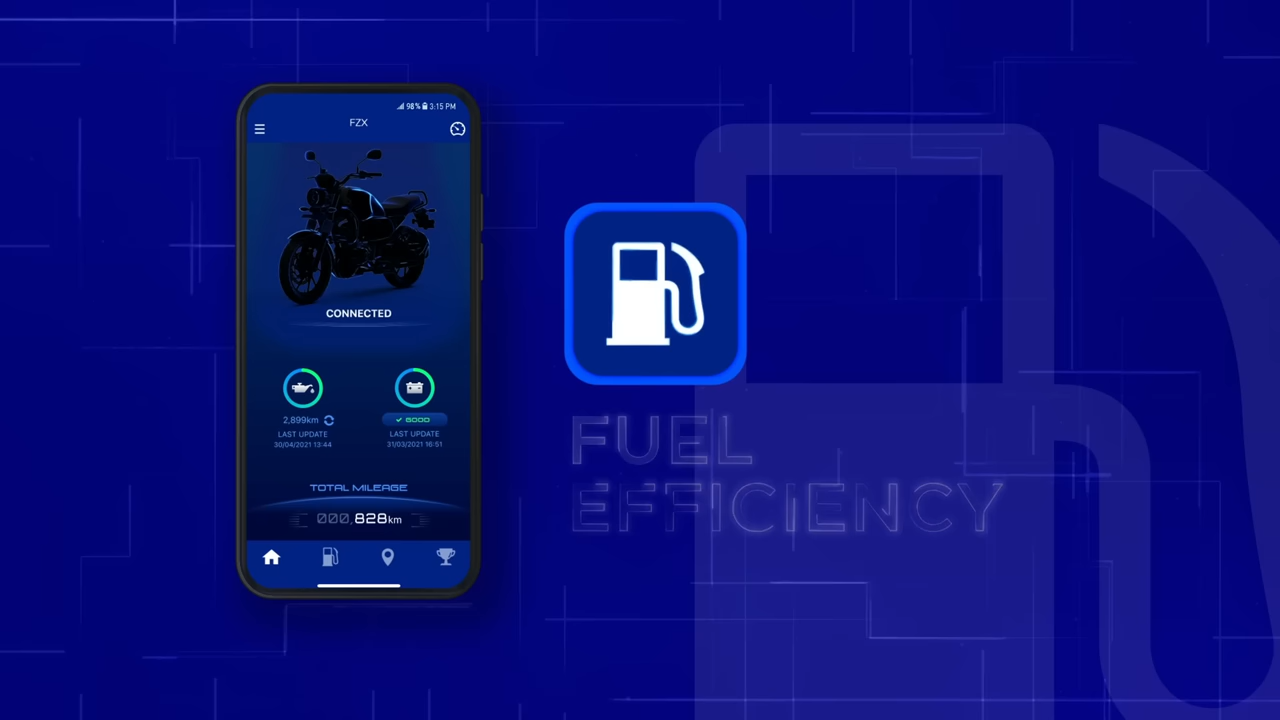 98% 3:15 PM
FZX
CONNECTED
2,899km
GOOD
LAST UPDATE
30/04/2021 13:44
LAST UPDATE
31/03/2021 16:51
TOTAL MILEAGE
000,828km
FUEL
EFFICIENCY